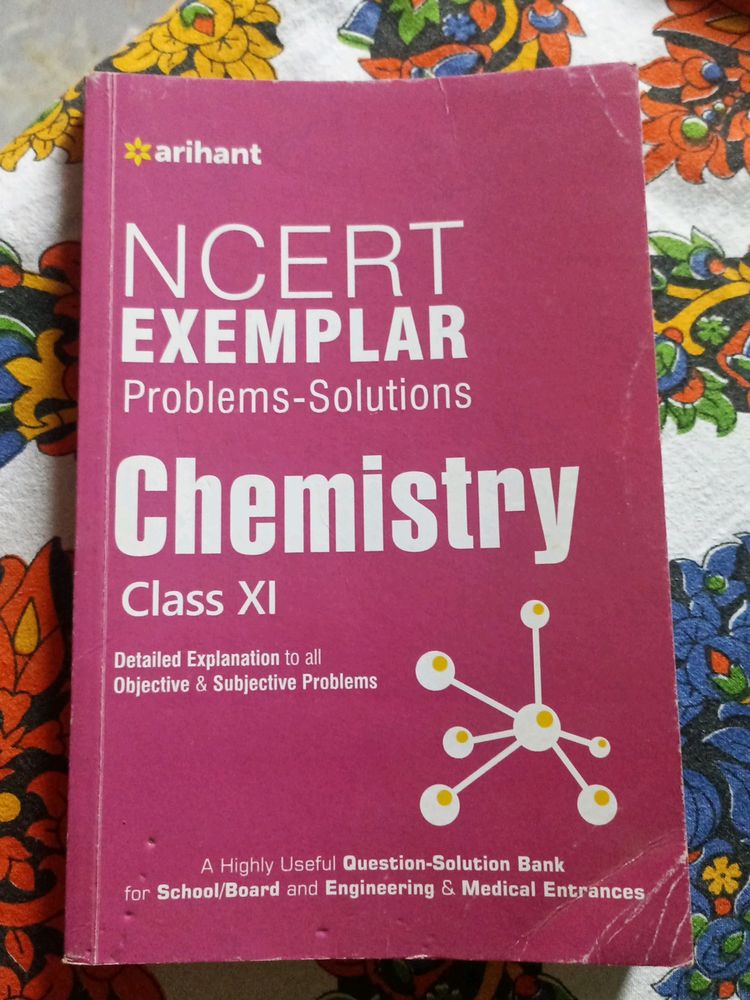 arihant
NCERT
EXEMPLAR
Problems-Solutions
Chemistry
Class XI
Detailed Explanation to all
Objective & Subjective Problems
A Highly Useful Question-Solution Bank
for School/Board and Engineering & Medical Entrances